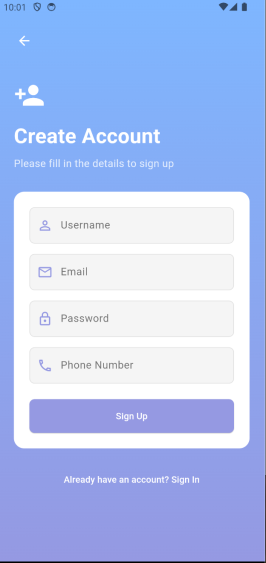 10:01
Create Account
Please fill in the details to sign up
Username
Email
Password
Phone Number
Sign Up
Already have an account? Sign In